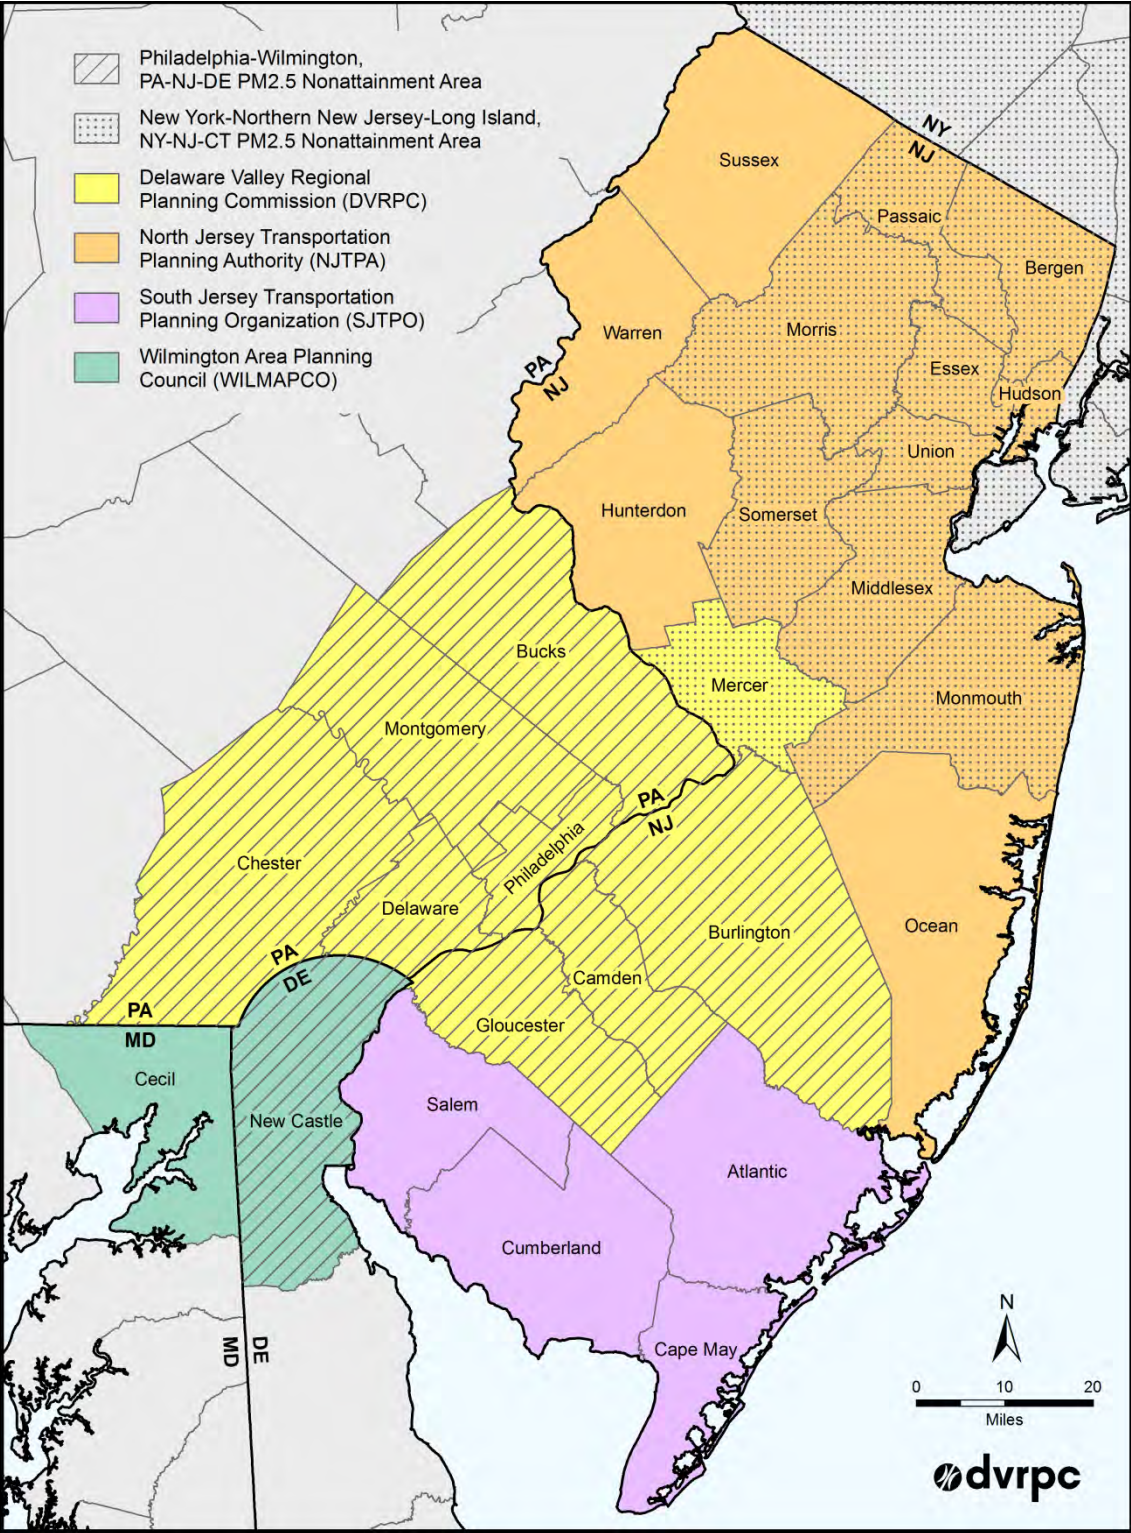 Philadelphia-Wilmington,
PA-NJ-DE PM2.5 Nonattainment Area
New York-Northern New Jersey-Long Island,
NY-NJ-CT PM2.5 Nonattainment Area
Delaware Valley Regional
Planning Commission (DVRPC)
North Jersey Transportation
Planning Authority (NJTPA)
South Jersey Transportation
Planning Organization (SJTPO)
Wilmington Area Planning
Council (WILMAPCO)
NY
NJ
Sussex
Passaic
Bergen
Warren
Morris
PA
NJ
Essex
Hudson
Union
Hunterdon
Somerset
Middlesex
Bucks
Mercer
Monmouth
Montgomery
PA
NJ
Philadelphia
Chester
Delaware
Burlington
Ocean
PA
DE
Camden
PA
MD
Gloucester
Cecil
New Castle
Salem
Atlantic
Cumberland
Cape May
MD
DE
N
0 10 20
Miles
dvrpc